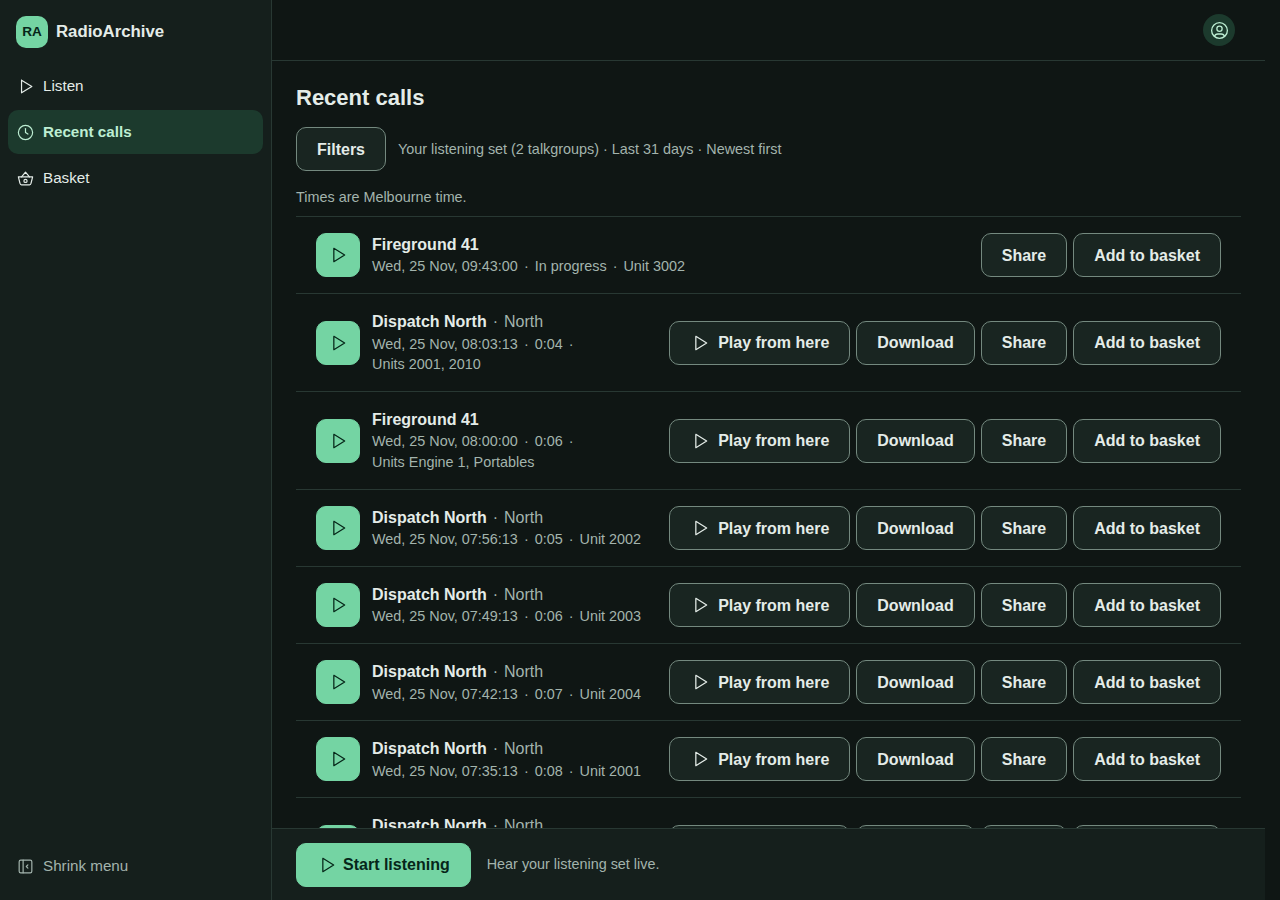 RA RadioArchive
Listen
Recent calls
Basket
Shrink menu
Recent calls
Filters Your listening set (2 talkgroups) · Last 31 days · Newest first
Times are Melbourne time.
Fireground 41
Wed, 25 Nov, 09:43:00 · In progress · Unit 3002
Share Add to basket
Dispatch North · North
Wed, 25 Nov, 08:03:13 · 0:04 ·
Units 2001, 2010
Play from here Download Share Add to basket
Fireground 41
Wed, 25 Nov, 08:00:00 · 0:06 ·
Units Engine 1, Portables
Play from here Download Share Add to basket
Dispatch North · North
Wed, 25 Nov, 07:56:13 · 0:05 · Unit 2002
Play from here Download Share Add to basket
Dispatch North · North
Wed, 25 Nov, 07:49:13 · 0:06 · Unit 2003
Play from here Download Share Add to basket
Dispatch North · North
Wed, 25 Nov, 07:42:13 · 0:07 · Unit 2004
Play from here Download Share Add to basket
Dispatch North · North
Wed, 25 Nov, 07:35:13 · 0:08 · Unit 2001
Play from here Download Share Add to basket
Dispatch North · North
Start listening Hear your listening set live.